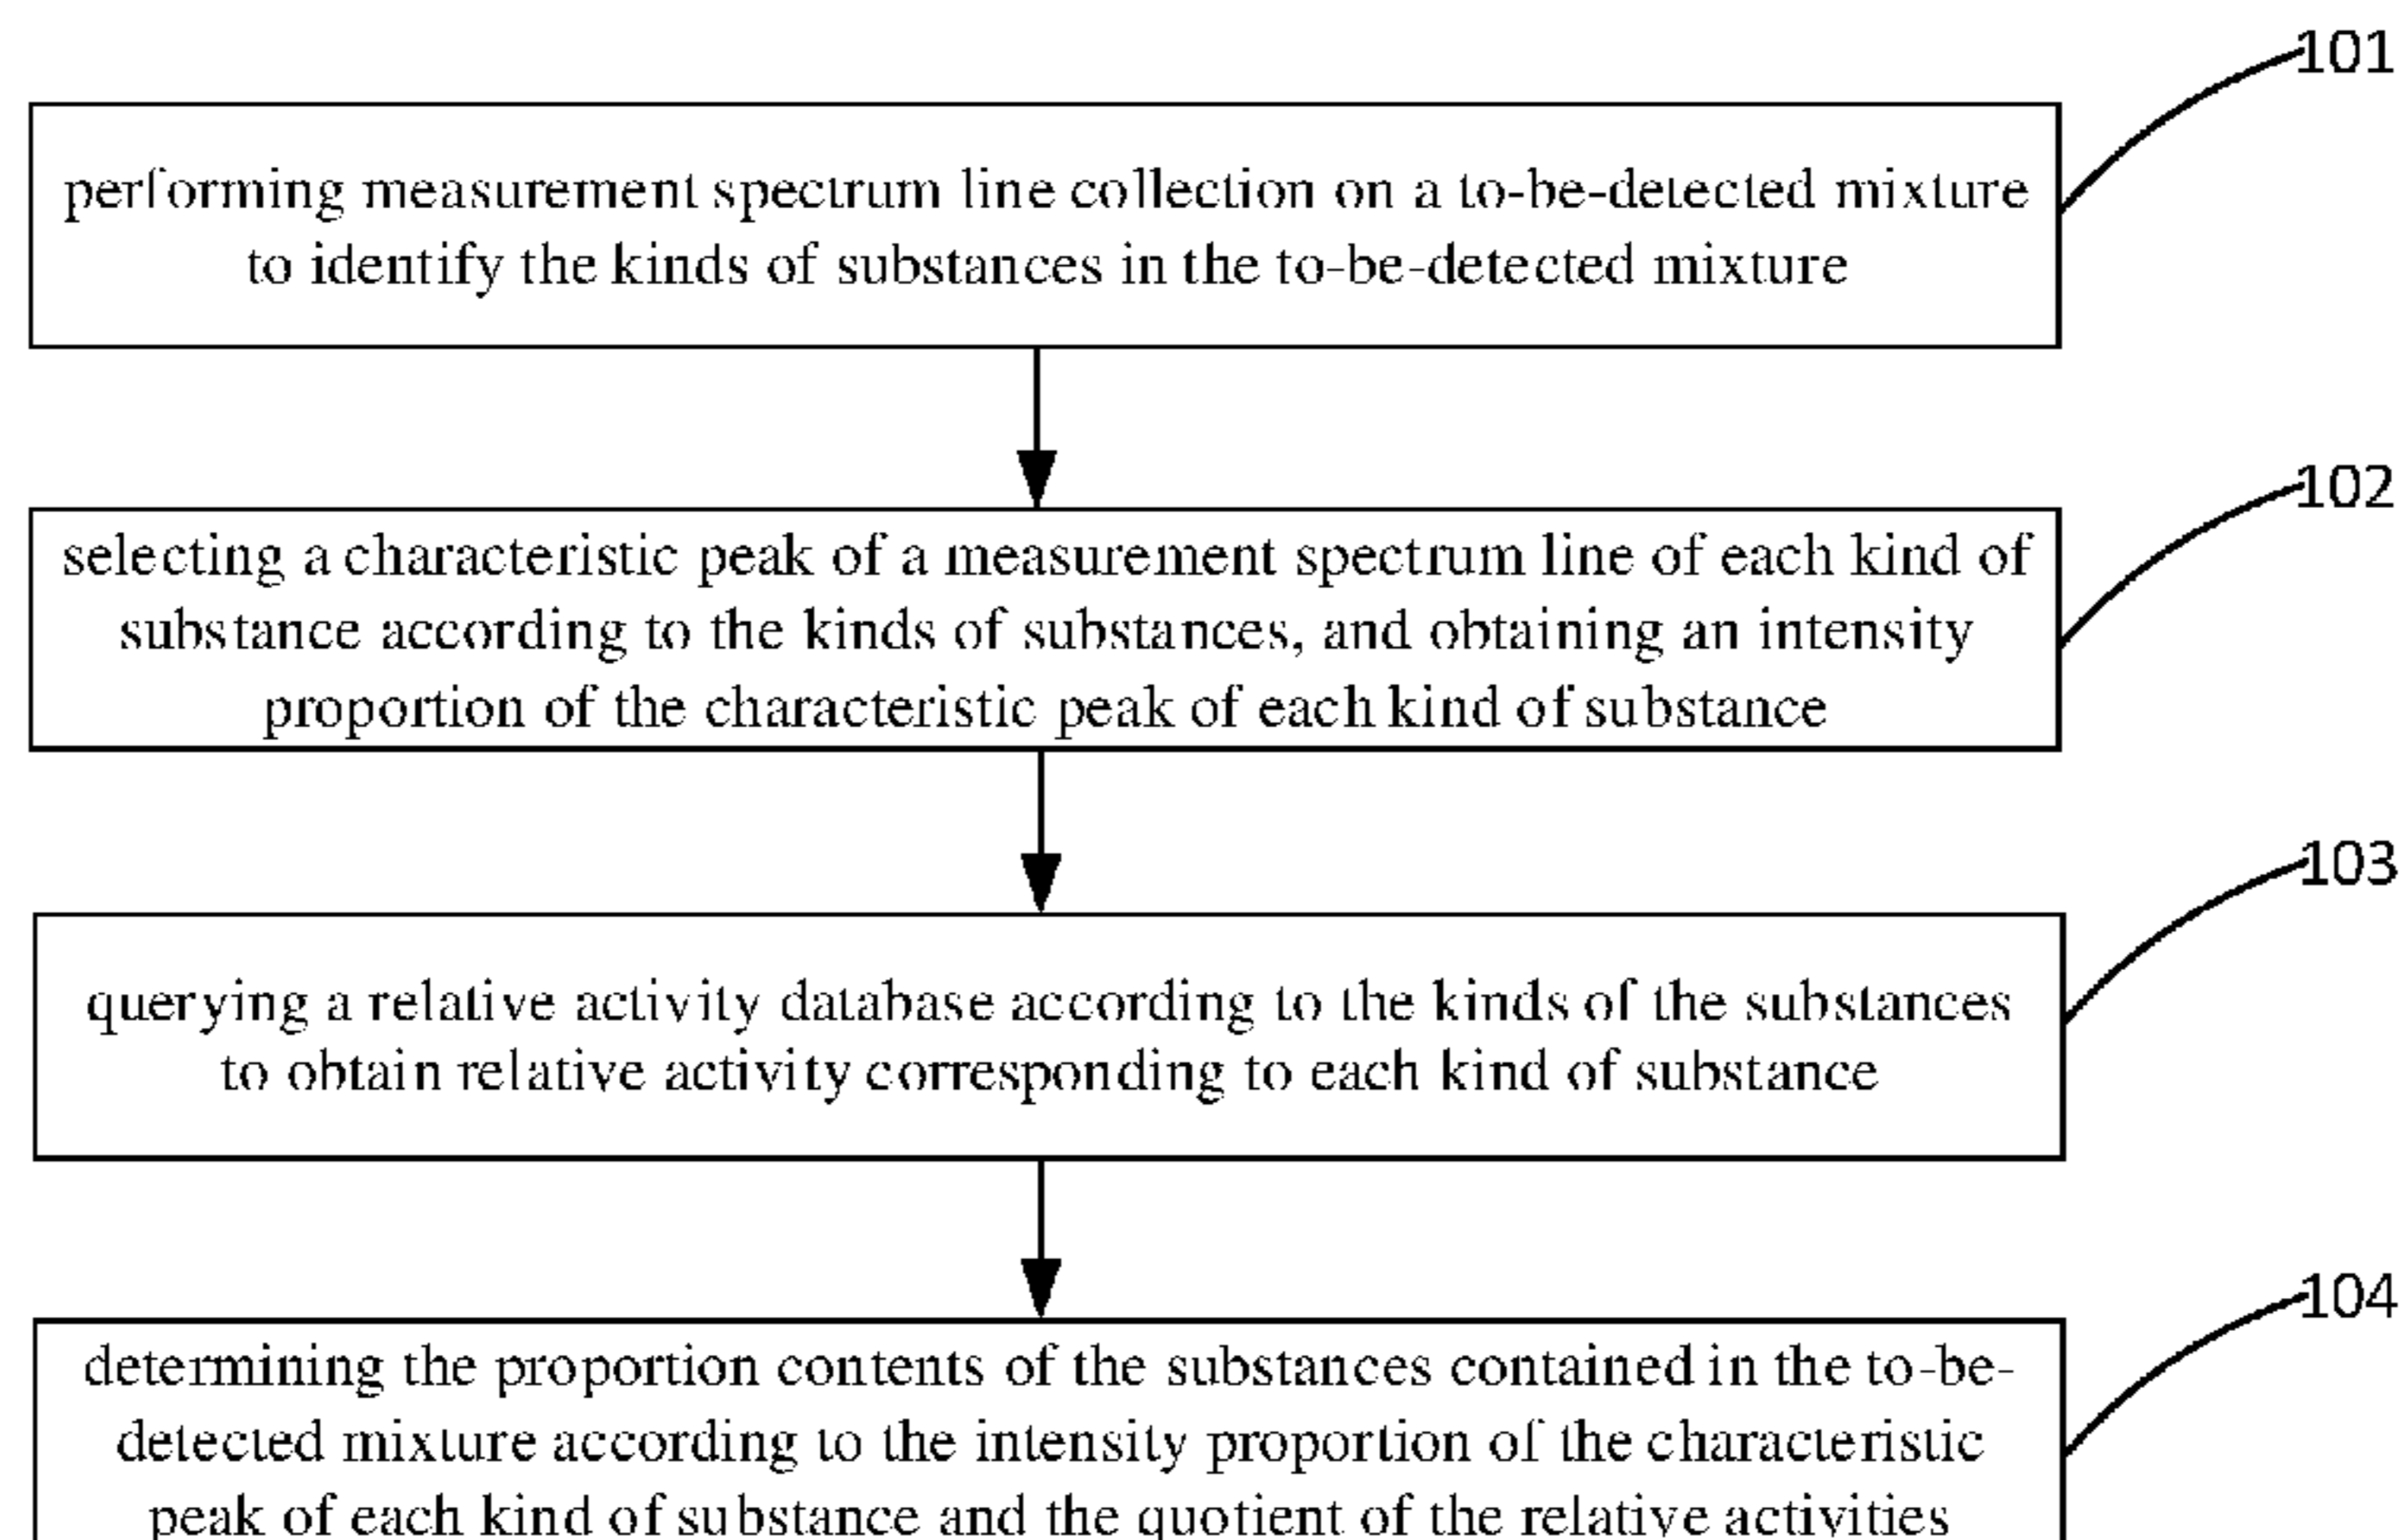 101
performing measurement spectrum line collection on a to-be-detected mixture
to identify the kinds of substances in the to-be-detected mixture
102
selecting a characteristic peak of a measurement spectrum line of each kind of
substance according to the kinds of substances, and obtaining an intensity
proportion of the characteristic peak of each kind of substance
103
querying a relative activity database according to the kinds of the substances
to obtain relative activity corresponding to each kind of substance
104
determining the proportion contents of the substances contained in the to-be-
detected mixture according to the intensity proportion of the characteristic
peak of each kind of substance and the quotient of the relative activities